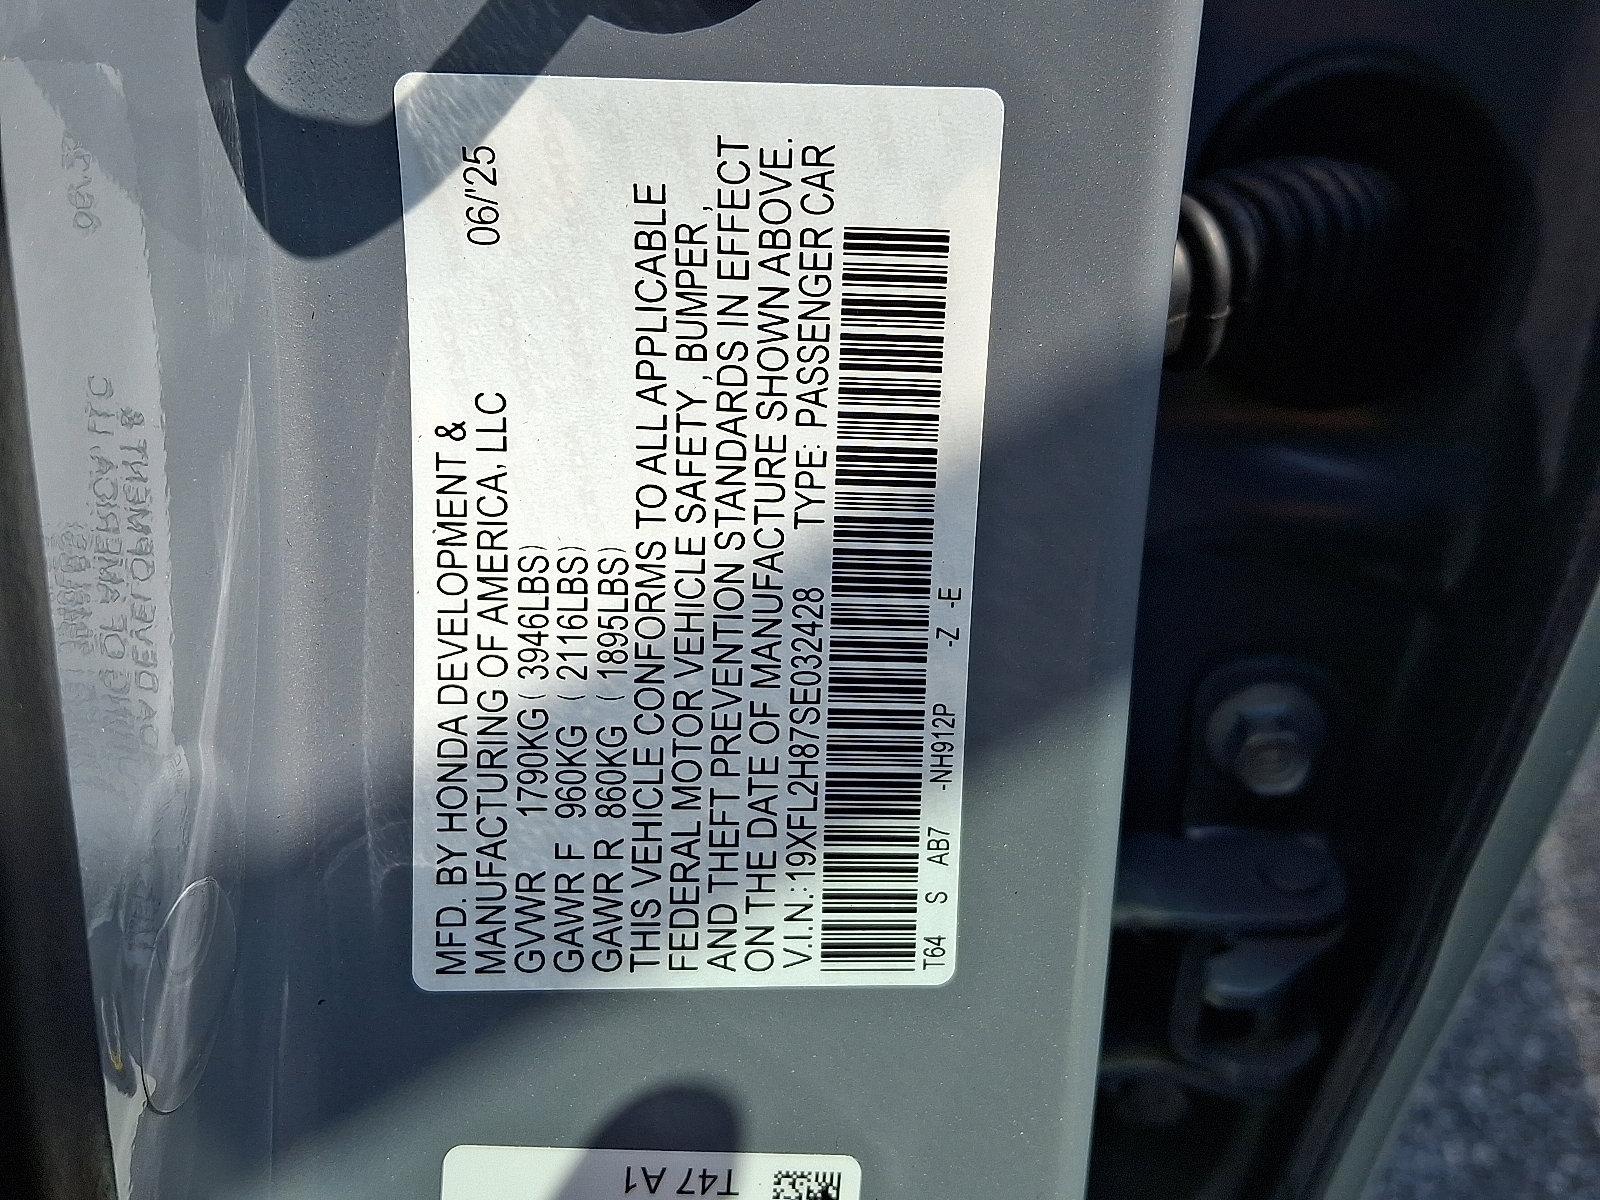 MFD. BY HONDA DEVELOPMENT &
MANUFACTURING OF AMERICA, LLC 06/'25
GVWR 1790KG (3946LBS)
GAWR F 960KG (2116LBS)
GAWR R 860KG (1895LBS)
THIS VEHICLE CONFORMS TO ALL APPLICABLE
FEDERAL MOTOR VEHICLE SAFETY , BUMPER ,
AND THEFT PREVENTION STANDARDS IN EFFECT
ON THE DATE OF MANUFACTURE SHOWN ABOVE.
V.I.N.:19XFL2H87SE032428 TYPE: PASSENGER CAR
T64 S AB7 -NH912P -Z -E
T47 A1